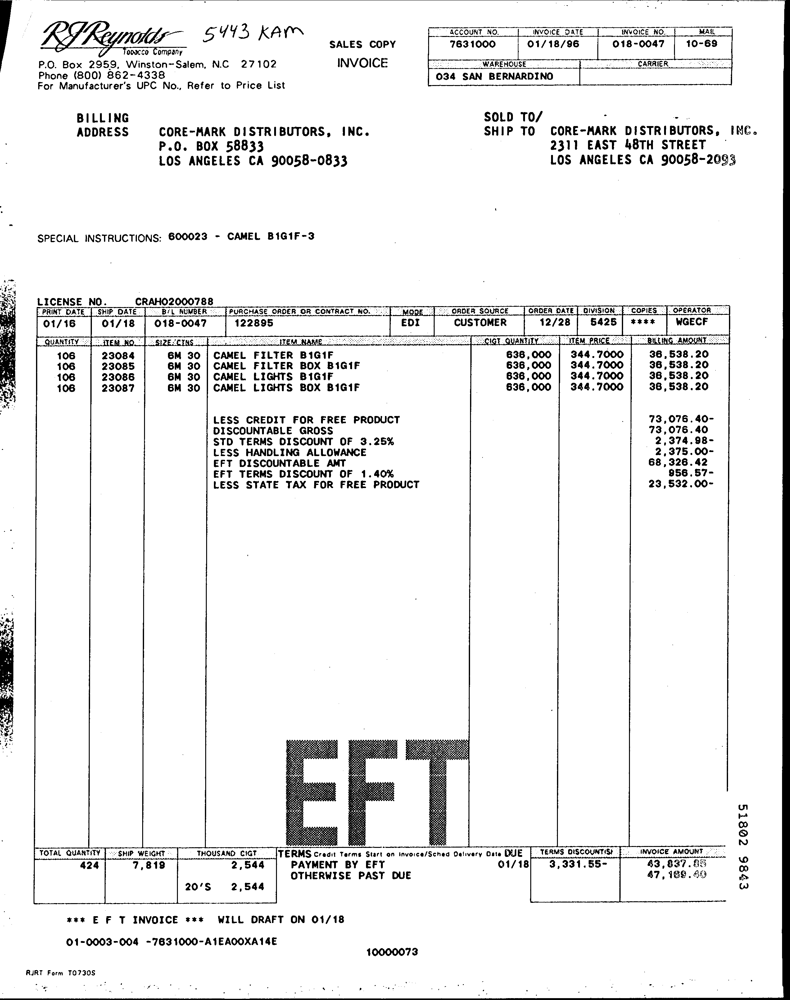 RJReynolds 5443 KAM
Tobacco Company
P.O. Box 2959, Winston-Salem, N.C 27102
Phone (800) 862-4338
For Manufacturer's UPC No., Refer to Price List
SALES COPY
INVOICE
ACCOUNT NO. INVOICE DATE INVOICE NO. MAIL
7631000 01/18/96 018-0047 10-69
WAREHOUSE CARRIER
034 SAN BERNARDINO
BILLING
ADDRESS CORE-MARK DISTRIBUTORS, INC.
P.O. BOX 58833
LOS ANGELES CA 90058-0833
SOLD TO/
SHIP TO CORE-MARK DISTRIBUTORS, INC.
2311 EAST 48TH STREET
LOS ANGELES CA 90058-2093
SPECIAL INSTRUCTIONS: 600023 - CAMEL B1G1F-3
LICENSE NO. CRAHO2000788
PRINT DATE SHIP DATE B/L NUMBER PURCHASE ORDER OR CONTRACT NO. MODE ORDER SOURCE ORDER DATE DIVISION COPIES OPERATOR
01/16 01/18 018-0047 122895 EDI CUSTOMER 12/28 5425 **** WGECF
QUANTITY ITEM NO. SIZE/CTNS ITEM NAME CIGT QUANTITY ITEM PRICE BILLING AMOUNT
106 23084 6M 30 CAMEL FILTER B1G1F 636,000 344.7000 36,538.20
106 23085 6M 30 CAMEL FILTER BOX B1G1F 636,000 344.7000 36,538.20
106 23086 6M 30 CAMEL LIGHTS B1G1F 636,000 344.7000 36,538.20
106 23087 6M 30 CAMEL LIGHTS BOX B1G1F 636,000 344.7000 36,538.20
LESS CREDIT FOR FREE PRODUCT 73,076.40-
DISCOUNTABLE GROSS 73,076.40
STD TERMS DISCOUNT OF 3.25% 2,374.98-
LESS HANDLING ALLOWANCE 2,375.00-
EFT DISCOUNTABLE AMT 68,326.42
EFT TERMS DISCOUNT OF 1.40% 956.57-
LESS STATE TAX FOR FREE PRODUCT 23,532.00-
EFT
TOTAL QUANTITY SHIP WEIGHT THOUSAND CIGT TERMS Credit Terms Start on Invoice/Sched Delivery Date DUE TERMS DISCOUNT(S) INVOICE AMOUNT
424 7,819 2,544 PAYMENT BY EFT 01/18 3,331.55- 43,837.85
OTHERWISE PAST DUE 47,169.40
20'S 2,544
*** E F T INVOICE *** WILL DRAFT ON 01/18
01-0003-004 -7631000-A1EA00XA14E
10000073
RJRT Form T0730S
51802 9843